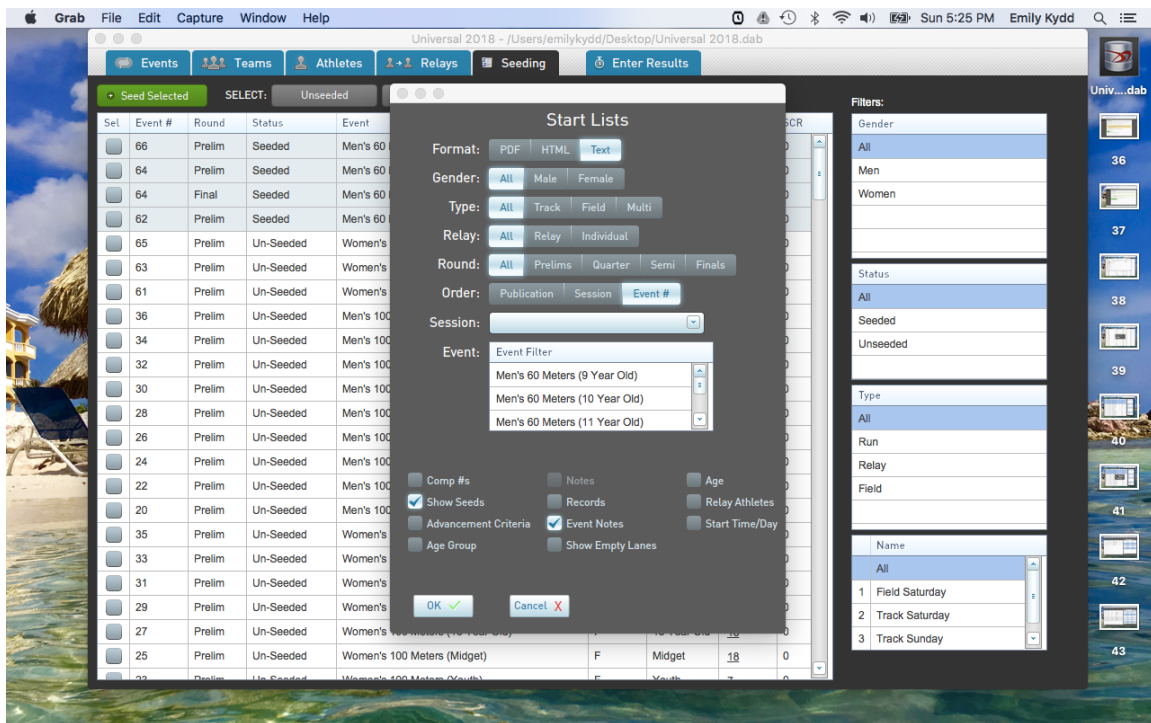 Grab File Edit Capture Window Help Sun 5:25 PM Emily Kydd
Universal 2018 - /Users/emilykydd/Desktop/Universal 2018.dab
Events Teams Athletes Relays Seeding Enter Results
Univ....dab
36
37
38
39
40
41
42
43
Seed Selected SELECT: Unseeded
Sel Event # Round Status Event SCR
66 Prelim Seeded Men's 60
64 Prelim Seeded Men's 60
64 Final Seeded Men's 60
62 Prelim Seeded Men's 60
65 Prelim Un-Seeded Women's 0
63 Prelim Un-Seeded Women's 0
61 Prelim Un-Seeded Women's 0
36 Prelim Un-Seeded Men's 100
34 Prelim Un-Seeded Men's 100
32 Prelim Un-Seeded Men's 100
30 Prelim Un-Seeded Men's 100
28 Prelim Un-Seeded Men's 100
26 Prelim Un-Seeded Men's 100
24 Prelim Un-Seeded Men's 100
22 Prelim Un-Seeded Men's 100
20 Prelim Un-Seeded Men's 100
35 Prelim Un-Seeded Women's
33 Prelim Un-Seeded Women's
31 Prelim Un-Seeded Women's
29 Prelim Un-Seeded Women's
27 Prelim Un-Seeded Women's
25 Prelim Un-Seeded Women's 100 Meters (Midget) F Midget 18 0
Start Lists
Format: PDF HTML Text
Gender: All Male Female
Type: All Track Field Multi
Relay: All Relay Individual
Round: All Prelims Quarter Semi Finals
Order: Publication Session Event #
Session:
Event: Event Filter
Men's 60 Meters (9 Year Old)
Men's 60 Meters (10 Year Old)
Men's 60 Meters (11 Year Old)
Comp #s Notes Age
Show Seeds Records Relay Athletes
Advancement Criteria Event Notes Start Time/Day
Age Group Show Empty Lanes
OK Cancel X
Filters:
Gender
All
Men
Women
Status
All
Seeded
Unseeded
Type
All
Run
Relay
Field
Name
All
1 Field Saturday
2 Track Saturday
3 Track Sunday